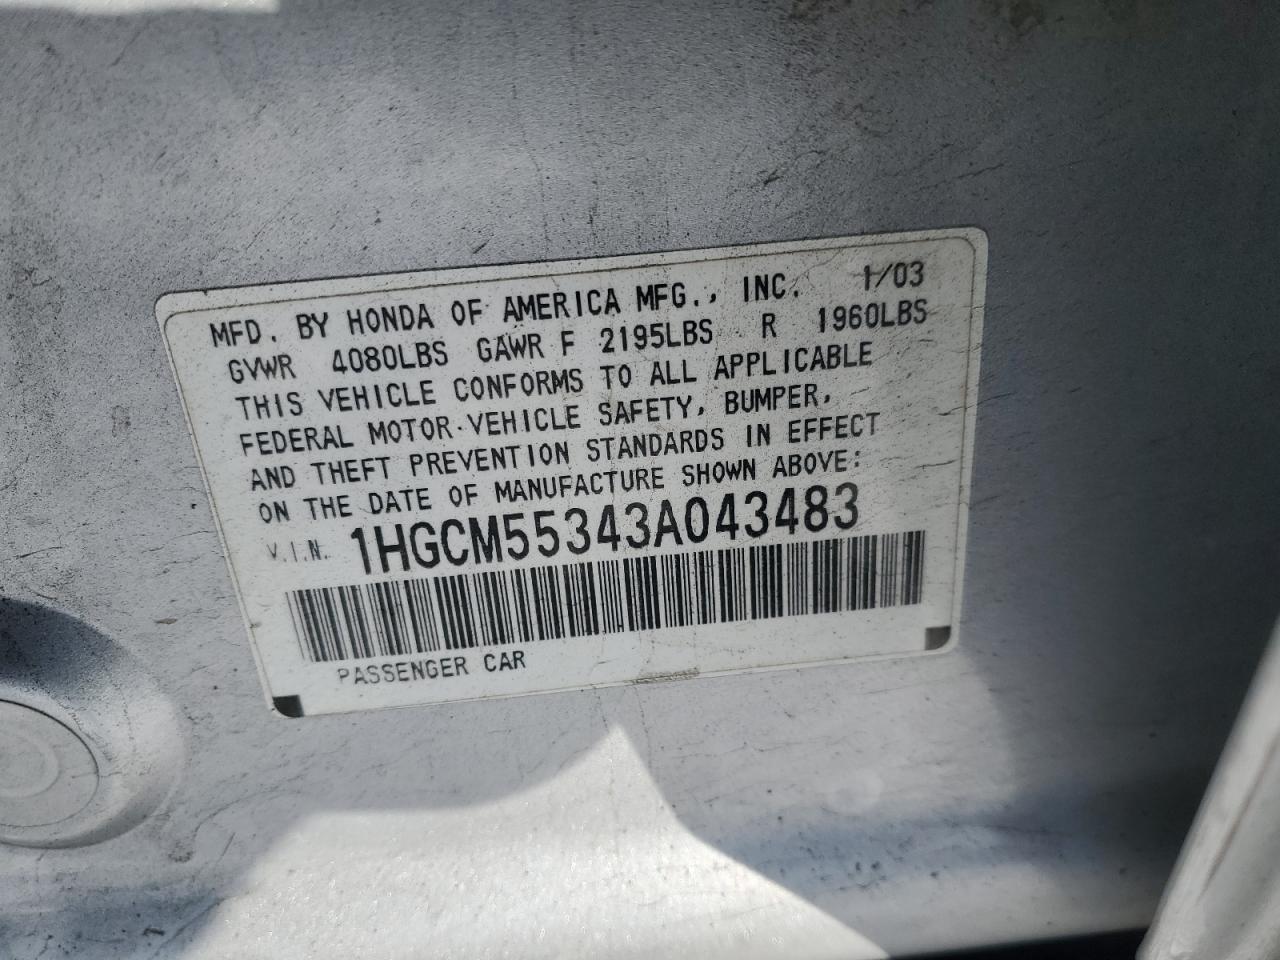 MFD. BY HONDA OF AMERICA MFG., INC. 1/03
GVWR 4080LBS GAWR F 2195LBS R 1960LBS
THIS VEHICLE CONFORMS TO ALL APPLICABLE
FEDERAL MOTOR-VEHICLE SAFETY, BUMPER,
AND THEFT PREVENTION STANDARDS IN EFFECT
ON THE DATE OF MANUFACTURE SHOWN ABOVE:
V.I.N. 1HGCM55343A043483
PASSENGER CAR